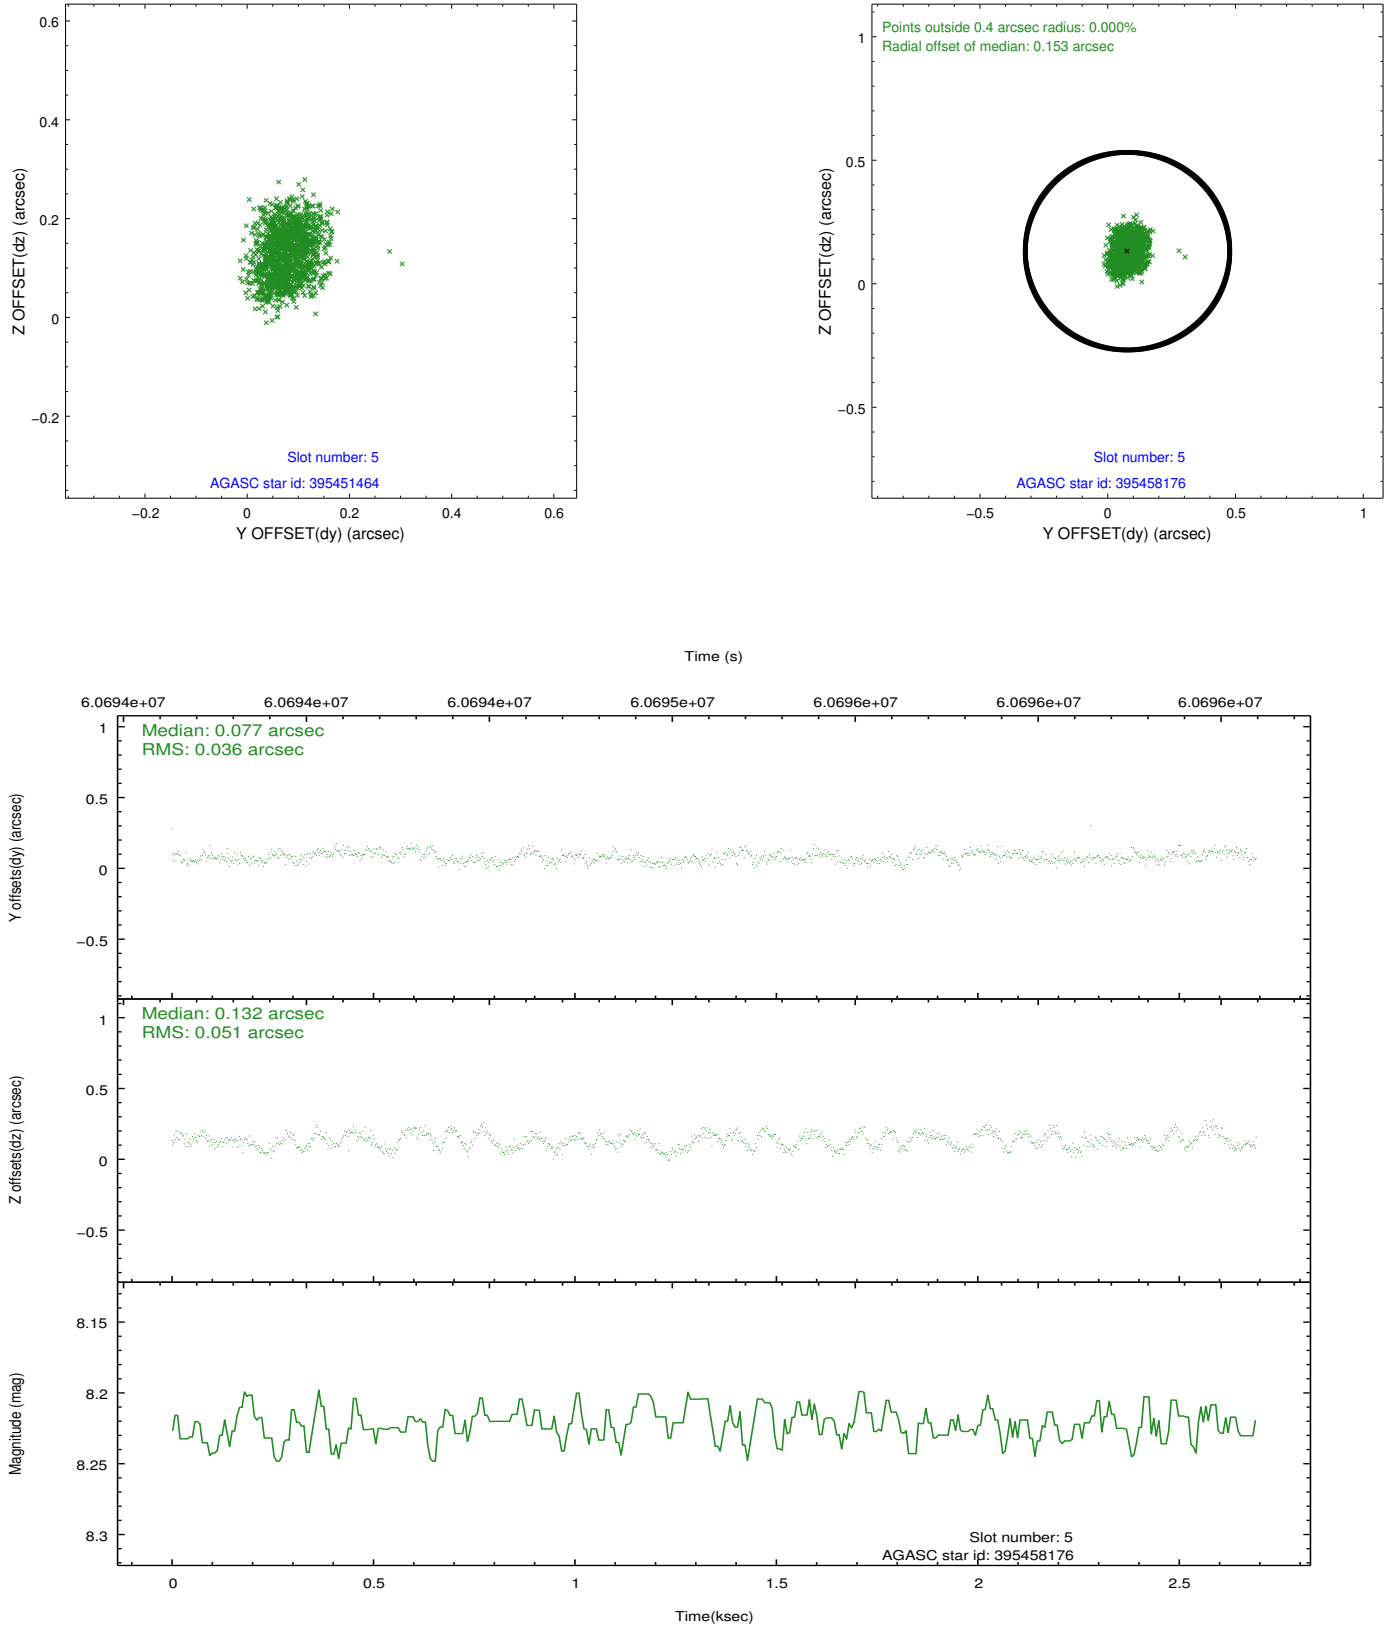 0.6
0.4
0.2
0
−0.2
Z OFFSET(dz) (arcsec)
Slot number: 5
AGASC star id: 395451464
−0.2 0 0.2 0.4 0.6
Y OFFSET(dy) (arcsec)
Points outside 0.4 arcsec radius: 0.000%
Radial offset of median: 0.153 arcsec
1
0.5
0
−0.5
Z OFFSET(dz) (arcsec)
Slot number: 5
AGASC star id: 395458176
−0.5 0 0.5 1
Y OFFSET(dy) (arcsec)
Time (s)
6.0694e+07 6.0694e+07 6.0694e+07 6.0695e+07 6.0696e+07 6.0696e+07 6.0696e+07
Median: 0.077 arcsec
RMS: 0.036 arcsec
1
0.5
0
−0.5
Y offsets(dy) (arcsec)
Median: 0.132 arcsec
RMS: 0.051 arcsec
1
0.5
0
−0.5
Z offsets(dz) (arcsec)
8.15
8.2
8.25
8.3
Magnitude (mag)
Slot number: 5
AGASC star id: 395458176
0 0.5 1 1.5 2 2.5
Time(ksec)